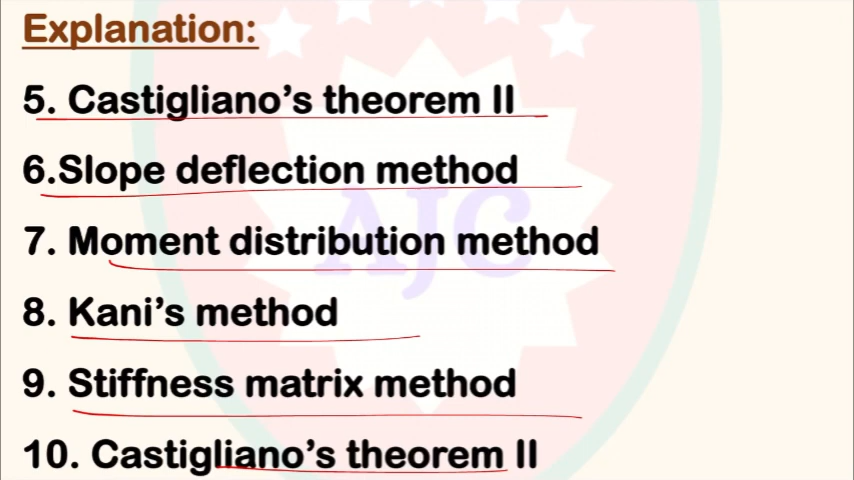 Explanation:
5. Castigliano's theorem II
6.Slope deflection method
AJC
7. Moment distribution method
8. Kani's method
9. Stiffness matrix method
10. Castigliano's theorem II